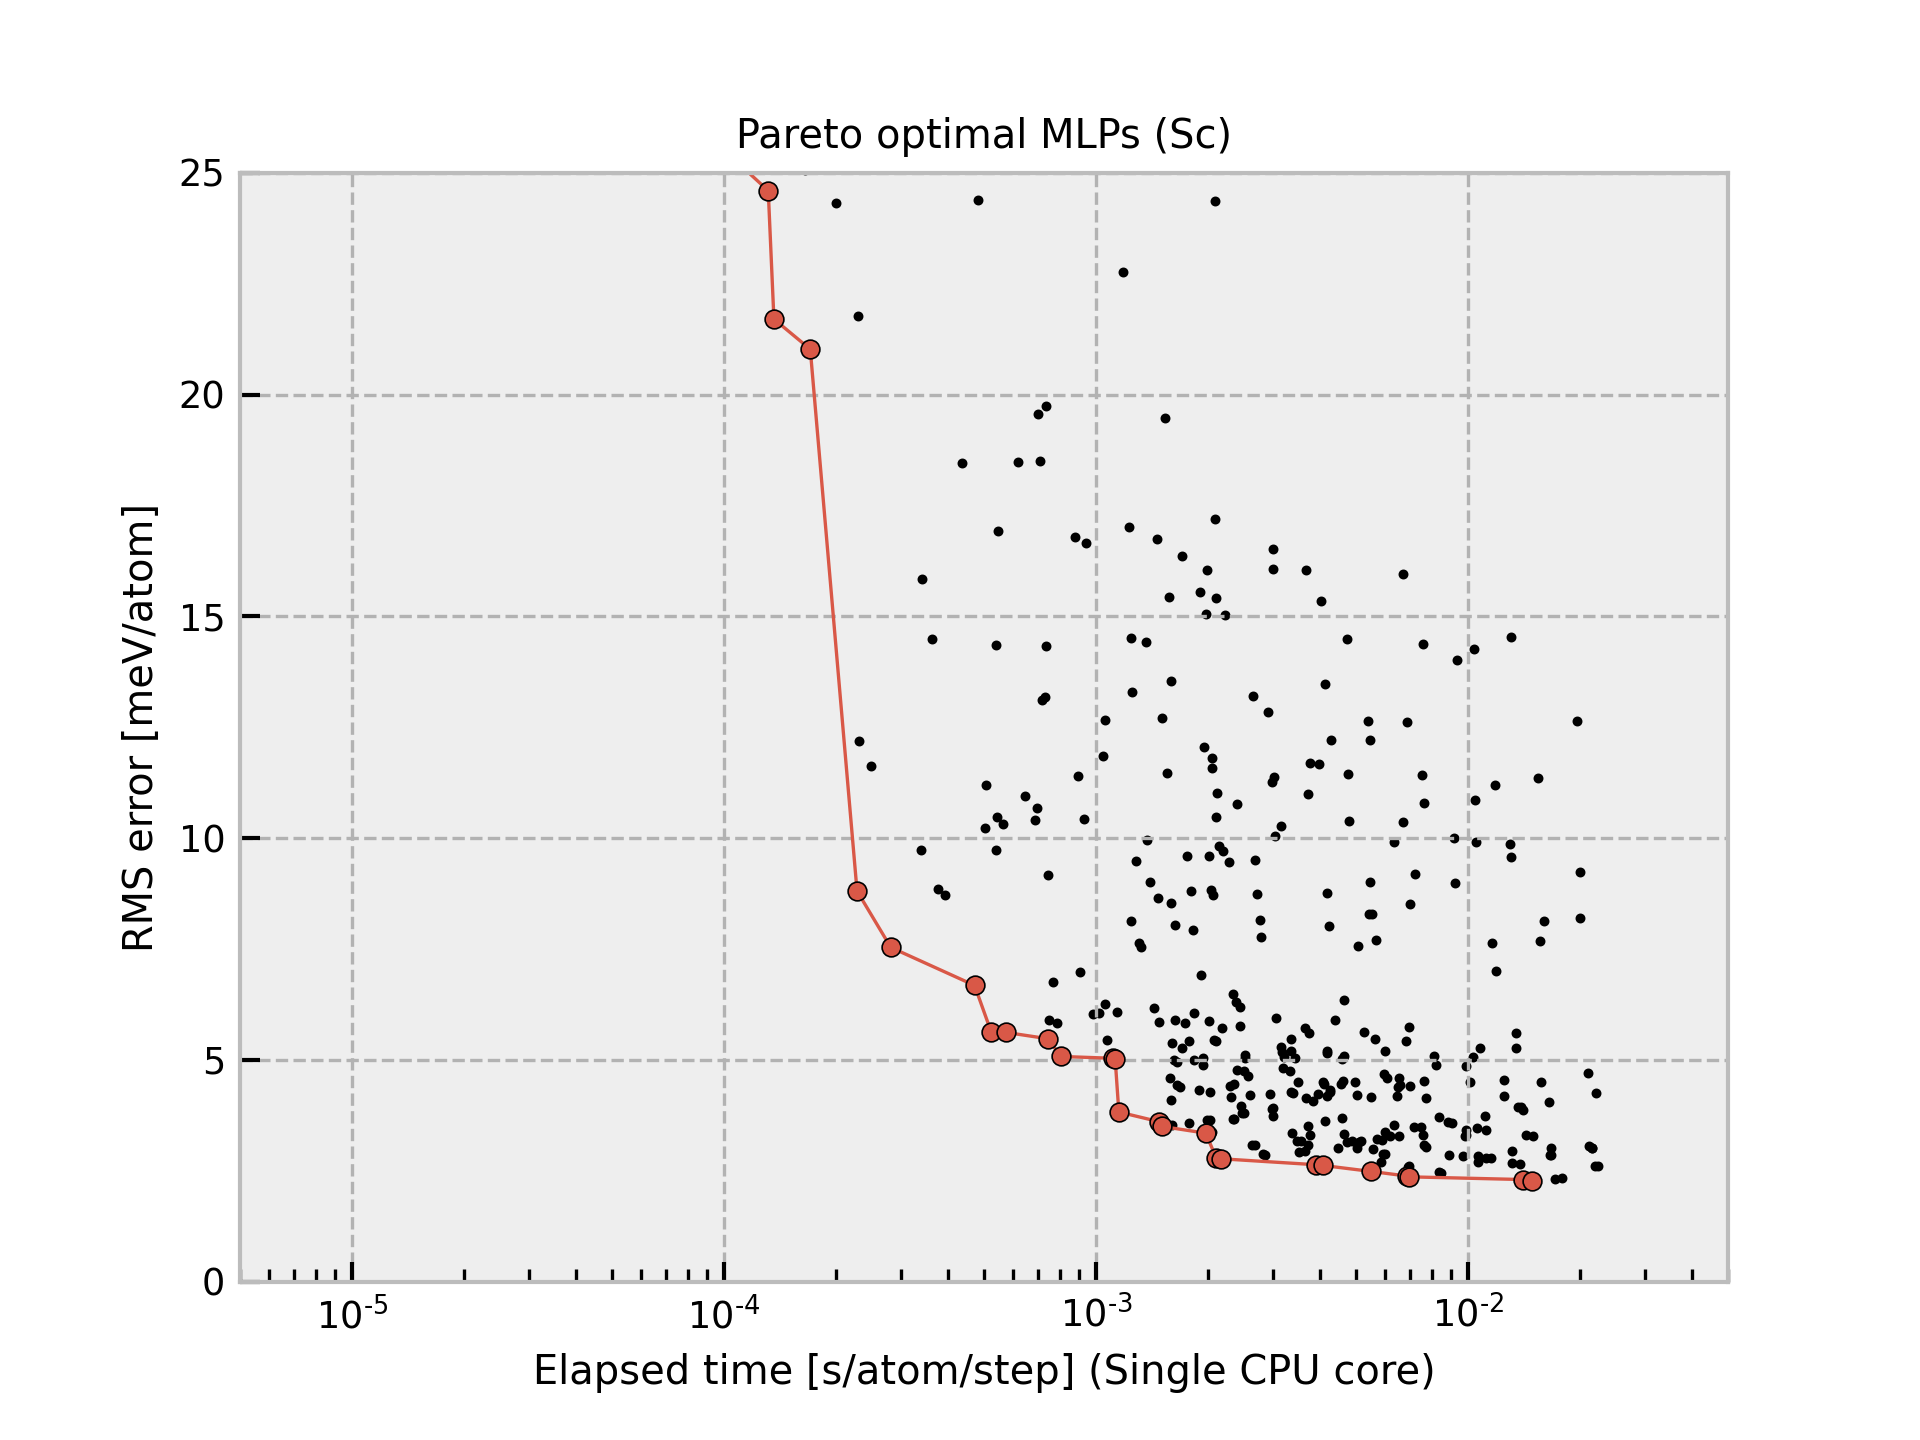 Pareto optimal MLPs (Sc)
25
20
15
10
5
0
RMS error [meV/atom]
10-5 10-4 10-3 10-2
Elapsed time [s/atom/step] (Single CPU core)